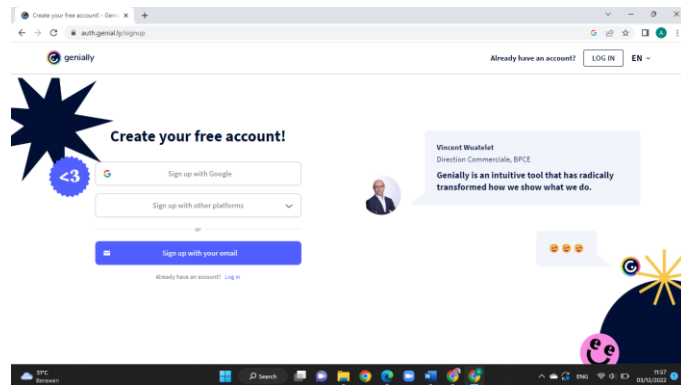 Create your free account! - Geni
auth.genial.ly/signup
genially
Already have an account?
LOG IN
EN
Create your free account!
<3
Sign up with Google
Sign up with other platforms
or
Sign up with your email
Already have an account? Log in
Vincent Wuatelet
Direction Commerciale, BPCE
Genially is an intuitive tool that has radically
transformed how we show what we do.
31°C
Berawan
Search
ENG
11:57
03/12/2022